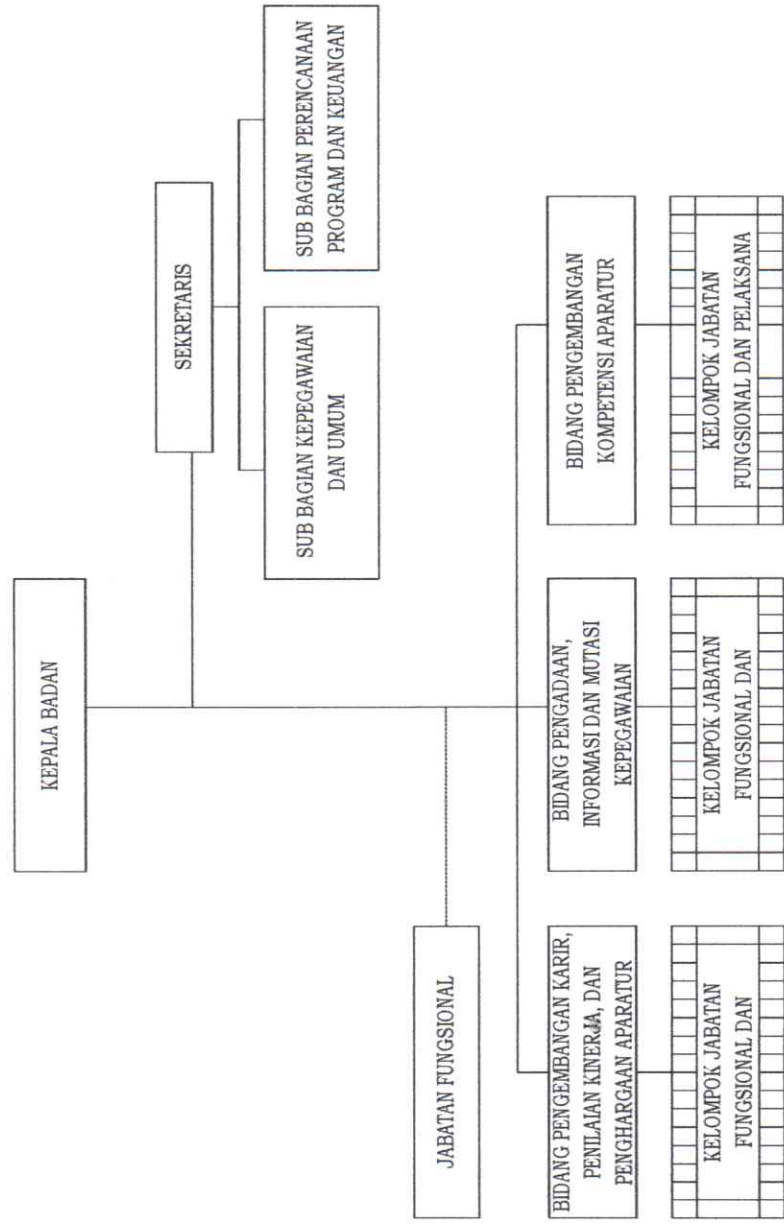 KEPALA BADAN
SEKRETARIS
SUB BAGIAN KEPEGAWAIAN
DAN UMUM
SUB BAGIAN PERENCANAAN
PROGRAM DAN KEUANGAN
JABATAN FUNGSIONAL
BIDANG PENGEMBANGAN KARIR,
PENILAIAN KINERJA, DAN
PENGHARGAAN APARATUR
BIDANG PENGADAAN,
INFORMASI DAN MUTASI
KEPEGAWAIAN
BIDANG PENGEMBANGAN
KOMPETENSI APARATUR
KELOMPOK JABATAN
FUNGSIONAL DAN
KELOMPOK JABATAN
FUNGSIONAL DAN
KELOMPOK JABATAN
FUNGSIONAL DAN PELAKSANA